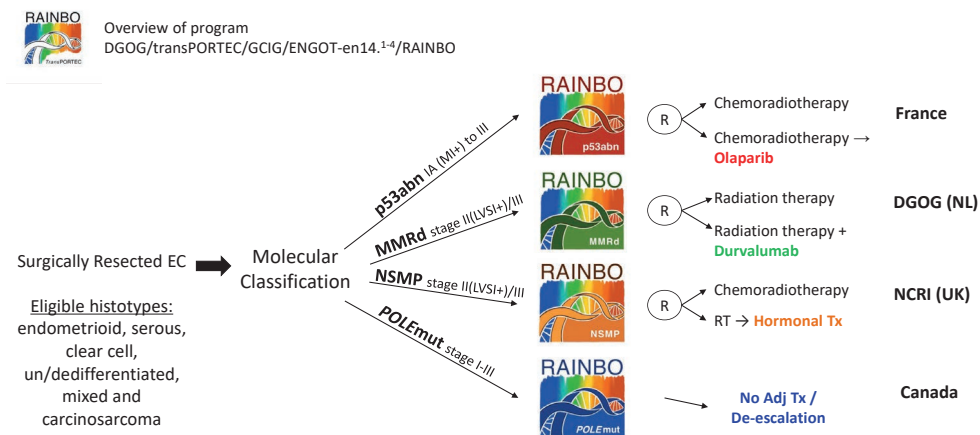 RAINBO
TransPORTEC
Overview of program
DGOG/transPORTEC/GCIG/ENGOT-en14.1-4/RAINBO
Surgically Resected EC
Eligible histotypes:
endometrioid, serous,
clear cell,
un/dedifferentiated,
mixed and
carcinosarcoma
Molecular
Classification
p53abn IA (MI+) to III
MMRd stage II(LVSI+)/III
NSMP stage II(LVSI+)/III
POLEmut stage I-III
RAINBO
p53abn
R
Chemoradiotherapy
Chemoradiotherapy →
Olaparib
France
RAINBO
MMRd
R
Radiation therapy
Radiation therapy +
Durvalumab
DGOG (NL)
RAINBO
NSMP
R
Chemoradiotherapy
RT → Hormonal Tx
NCRI (UK)
RAINBO
POLEmut
No Adj Tx /
De-escalation
Canada